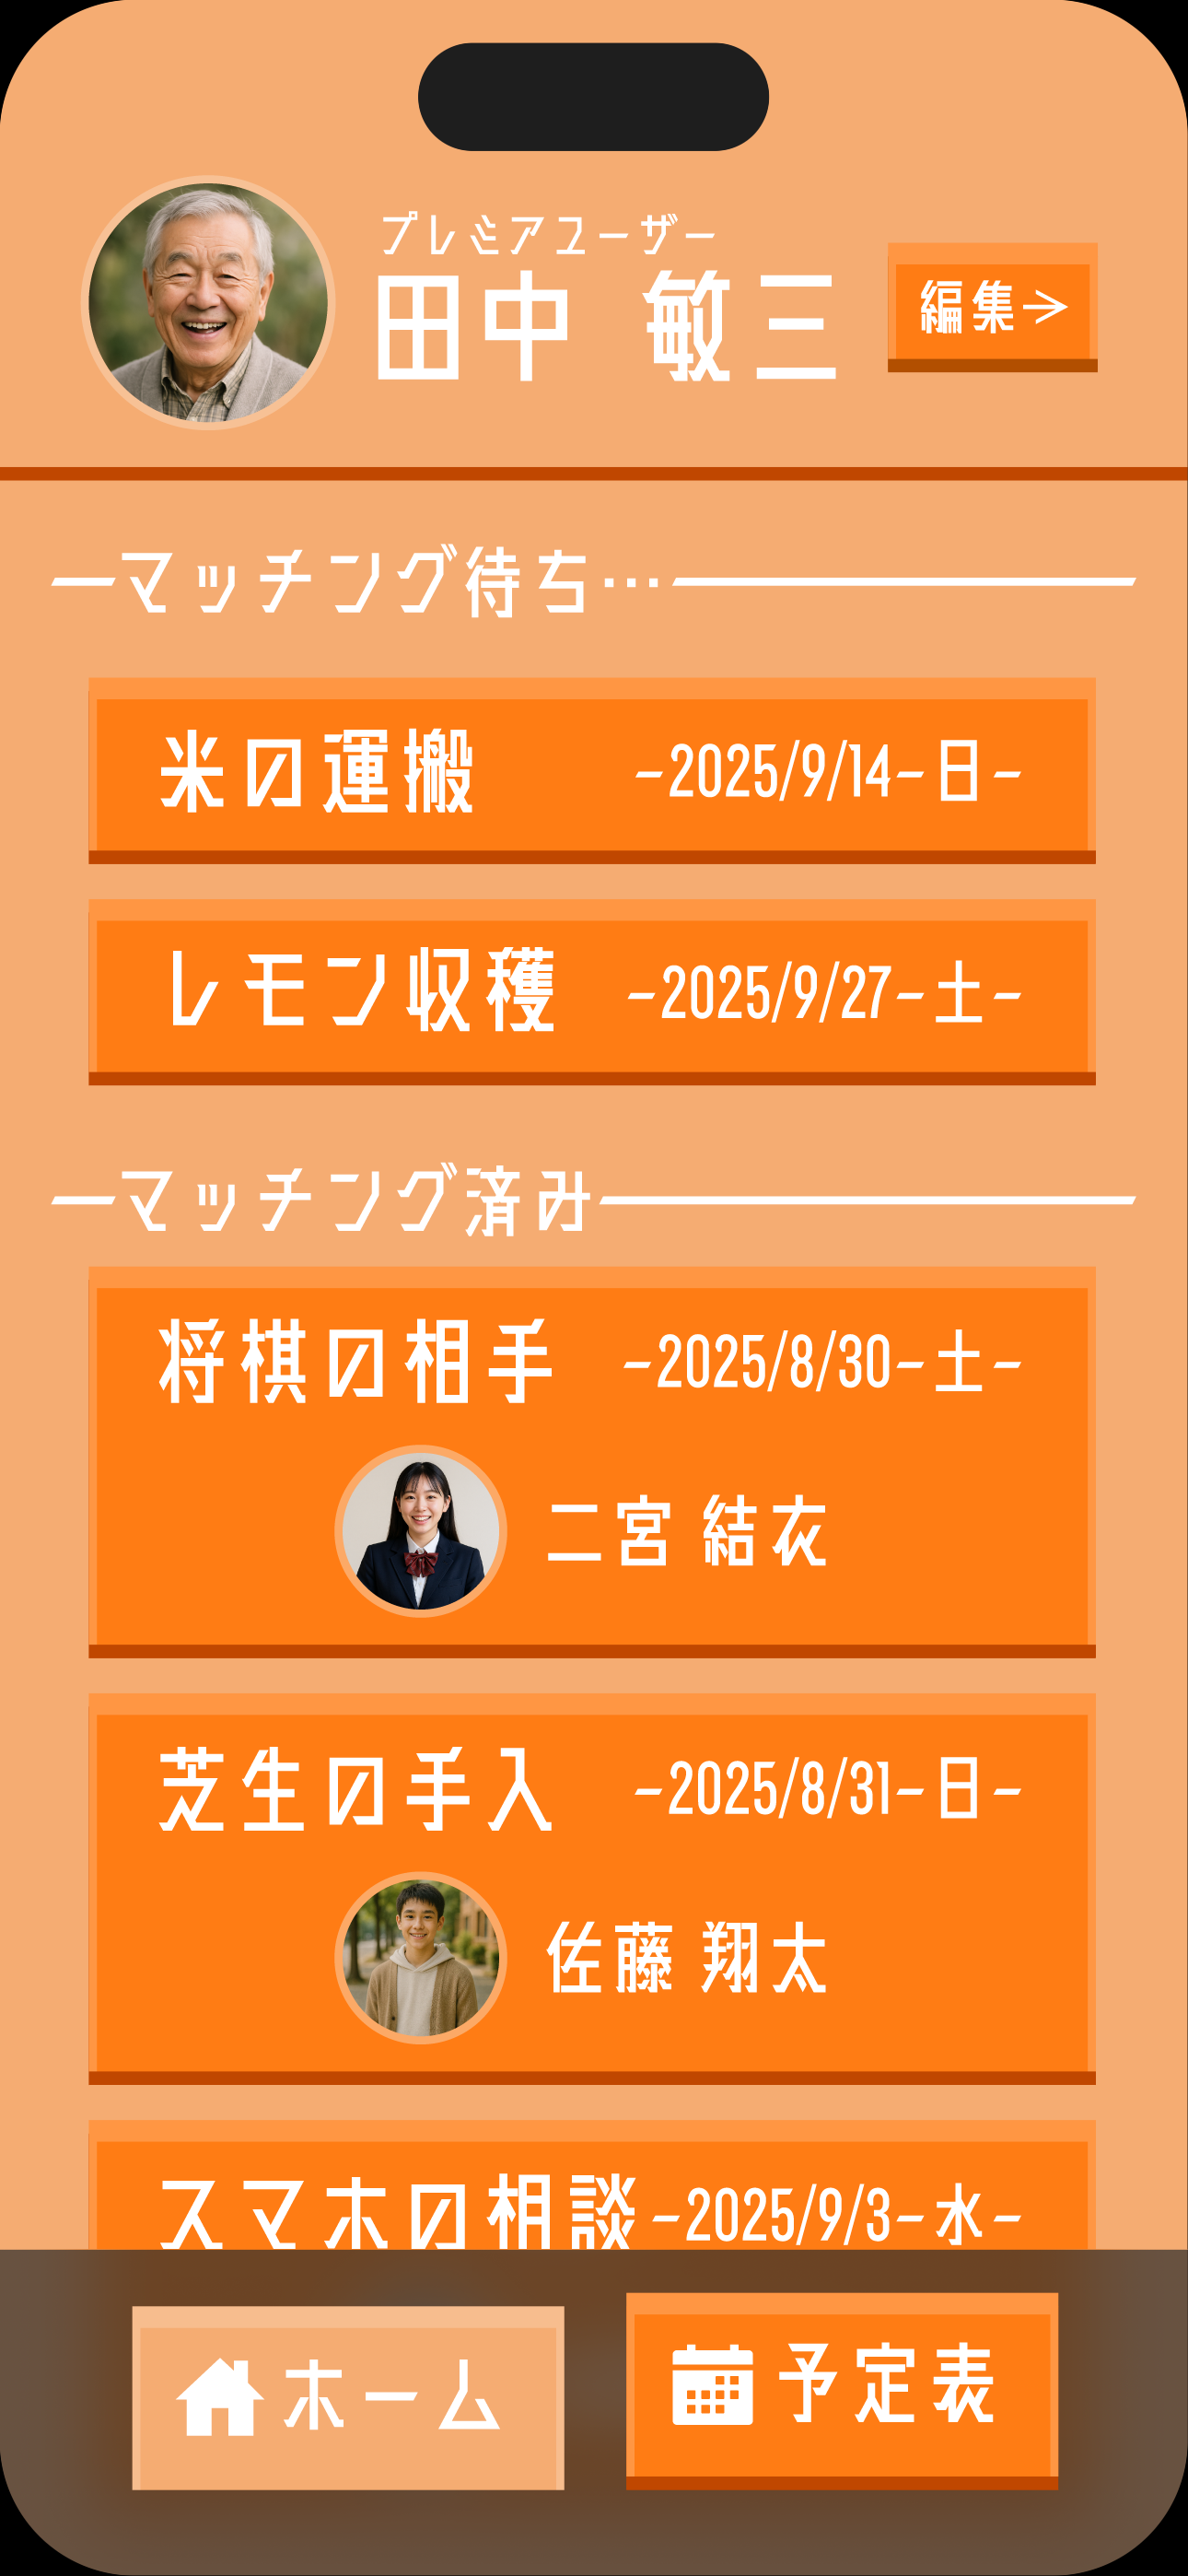 プレミアユーザー
田中 敏三
編集→
マッチング待ち…
米の運搬 -2025/9/14-日-
レモン収穫 -2025/9/27-土-
マッチング済み
将棋の相手 -2025/8/30-土-
二宮 結衣
芝生の手入 -2025/8/31-日-
佐藤 翔太
スマホの相談 -2025/9/3-水-
ホーム 予定表